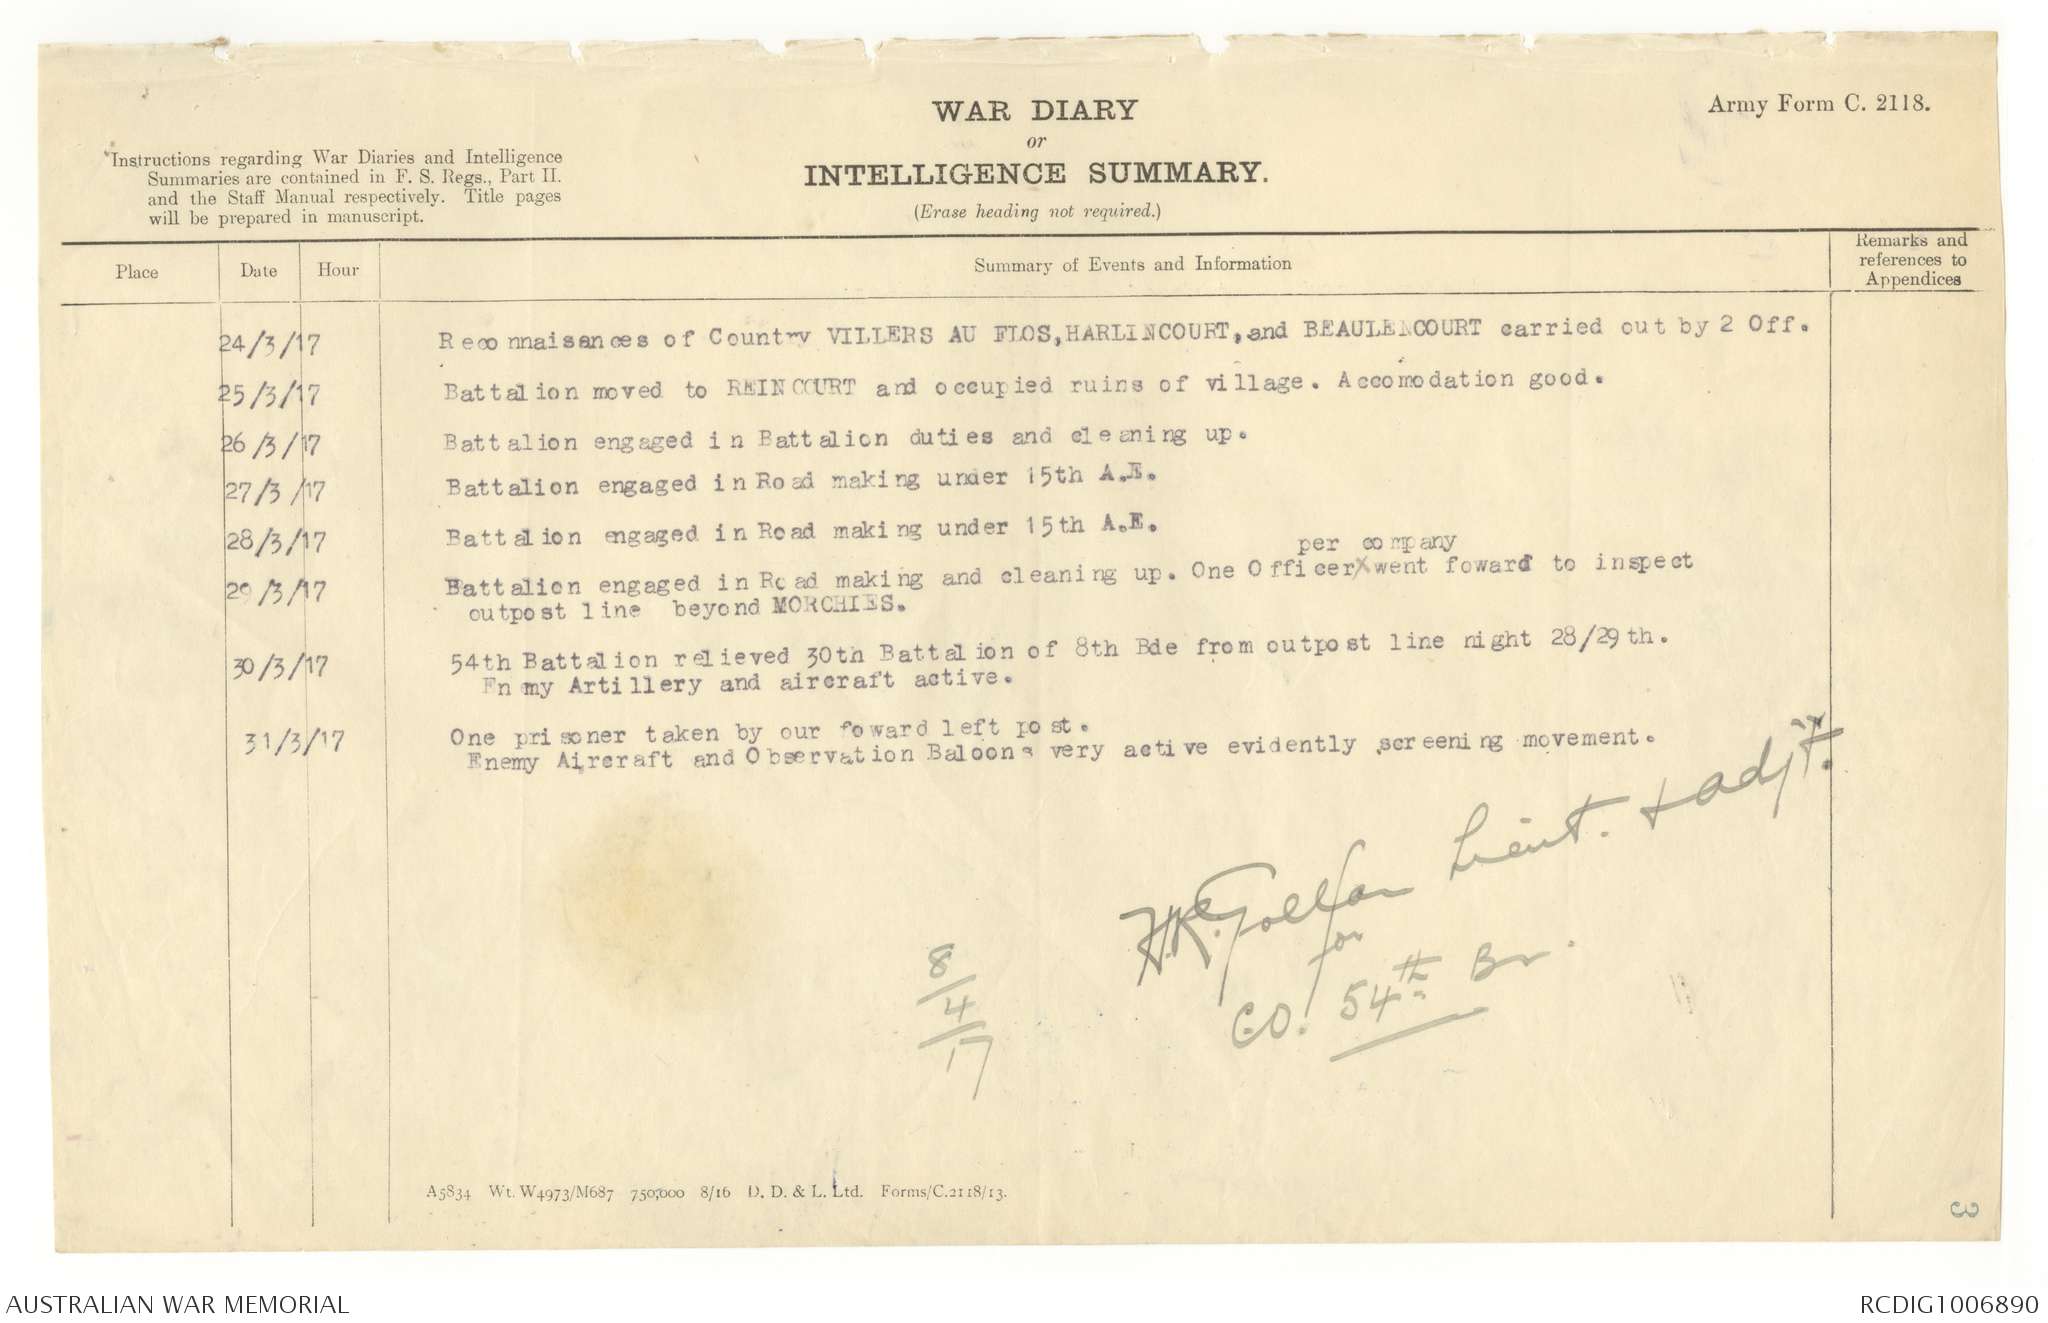 Army Form C. 2118.
WAR DIARY
or
INTELLIGENCE SUMMARY.
(Erase heading not required.)
Instructions regarding War Diaries and Intelligence
Summaries are contained in F. S. Regs., Part II.
and the Staff Manual respectively. Title pages
will be prepared in manuscript.
Place Date Hour Summary of Events and Information Remarks and
references to
Appendices
24/3/17 Reconnaisances of Country VILLERS AU FLOS, HARLINCOURT, and BEAULENCOURT carried out by 2 Off.
25/3/17 Battalion moved to REINCOURT and occupied ruins of village. Accomodation good.
26/3/17 Battalion engaged in Battalion duties and cleaning up.
27/3/17 Battalion engaged in Road making under 15th A.E.
28/3/17 Battalion engaged in Road making under 15th A.E.
per company
29/3/17 Battalion engaged in Road making and cleaning up. One Officer X went foward to inspect
outpost line beyond MORCHIES.
30/3/17 54th Battalion relieved 30th Battalion of 8th Bde from outpost line night 28/29th.
Enmy Artillery and aircraft active.
31/3/17 One prisoner taken by our foward left post.
Enemy Aircraft and Observation Baloons very active evidently screening movement.
Lieut. & adjt.
for
CO. 54th Bn.
8/4/17
A5834 Wt. W4973/M687 750,000 8/16 D. D. & L. Ltd. Forms/C.2118/13.
3
AUSTRALIAN WAR MEMORIAL
RCDIG1006890